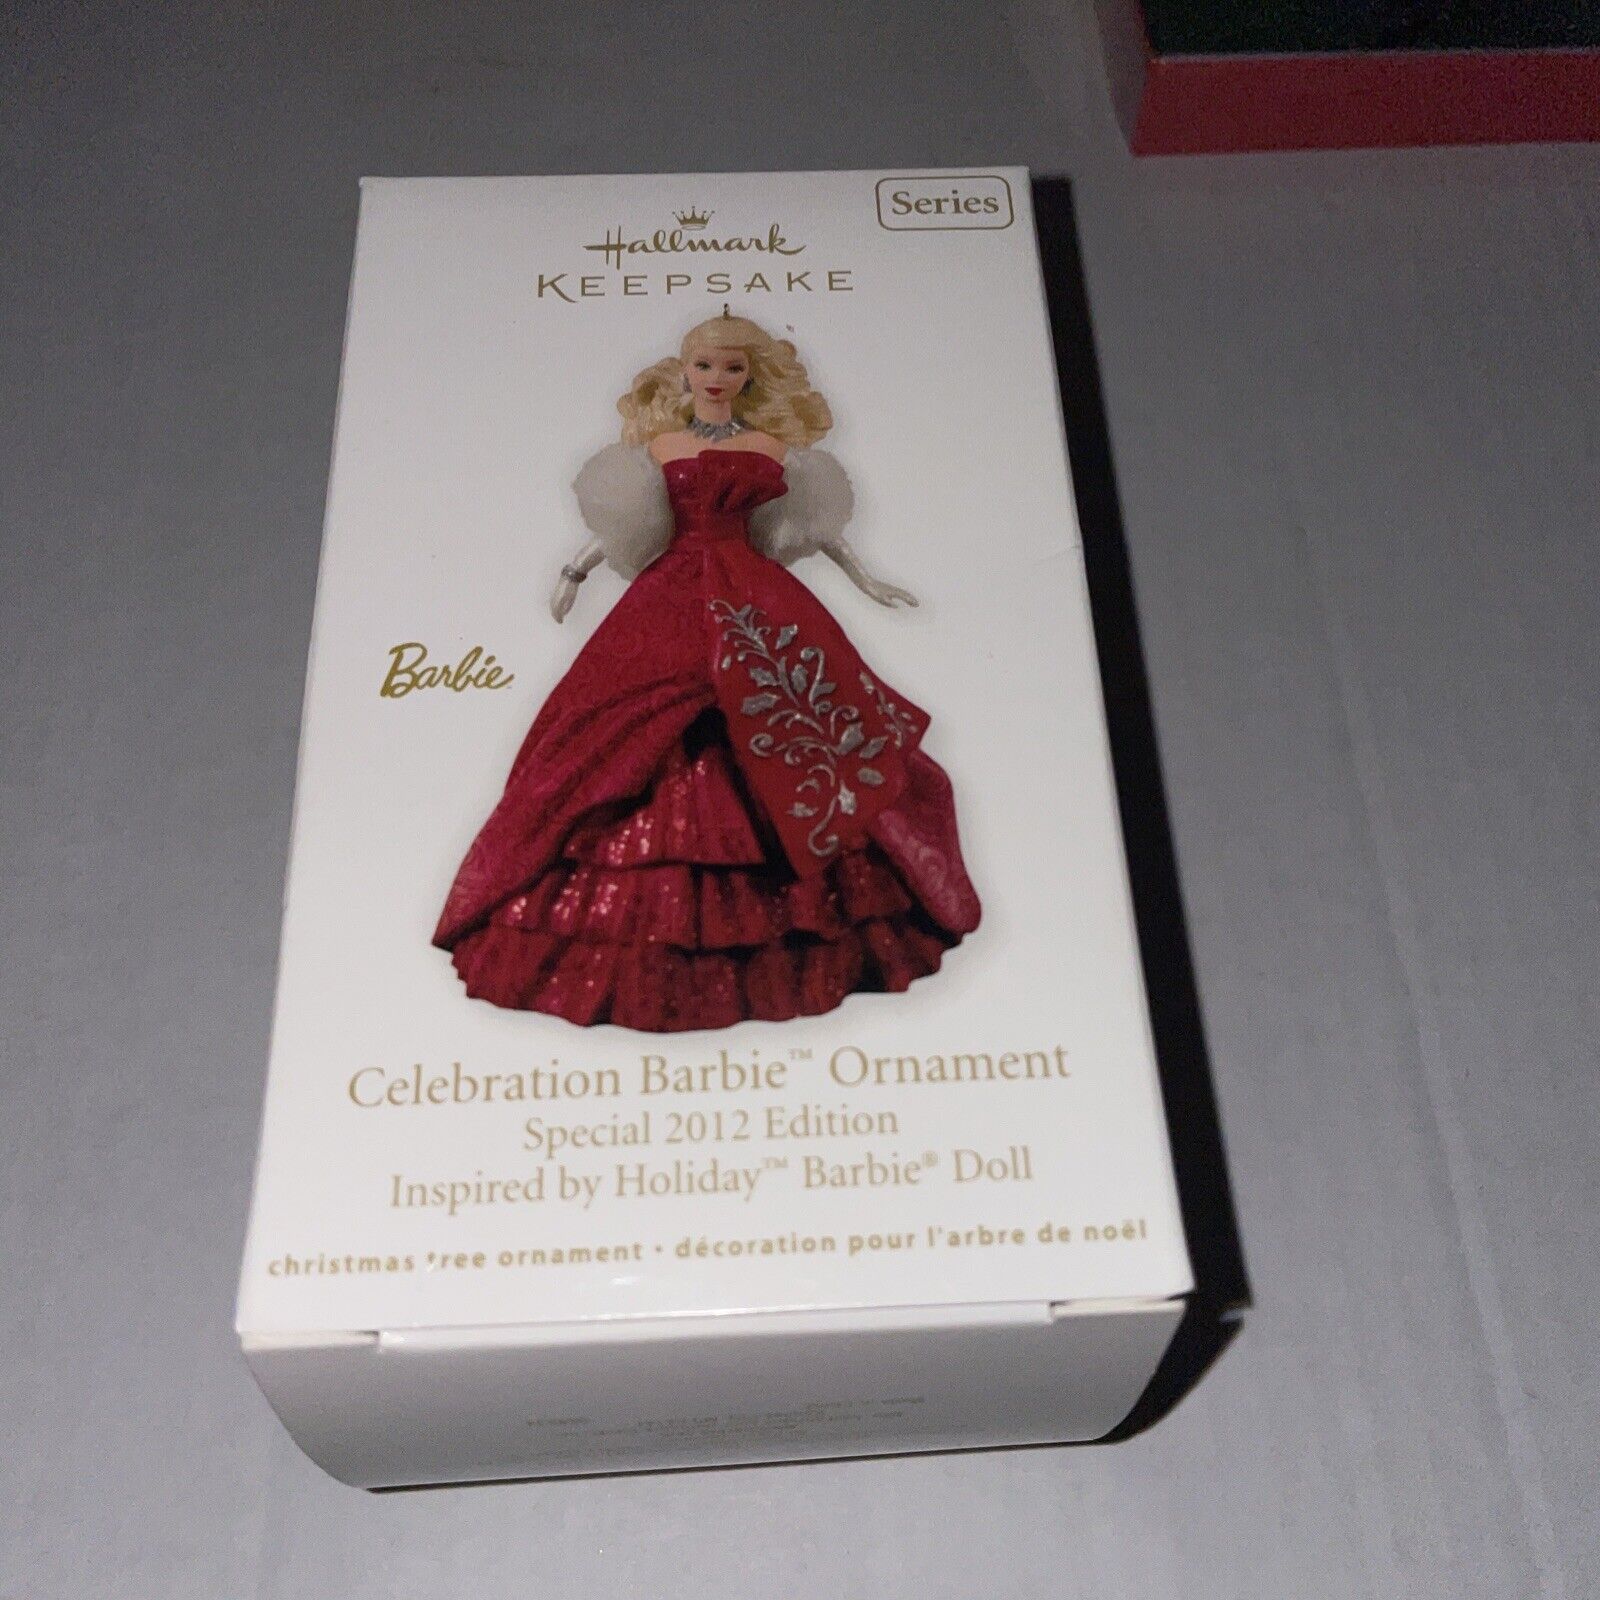 Series
Hallmark
KEEPSAKE
Barbie™
Celebration Barbie™ Ornament
Special 2012 Edition
Inspired by Holiday™ Barbie® Doll
christmas tree ornament • décoration pour l'arbre de noël